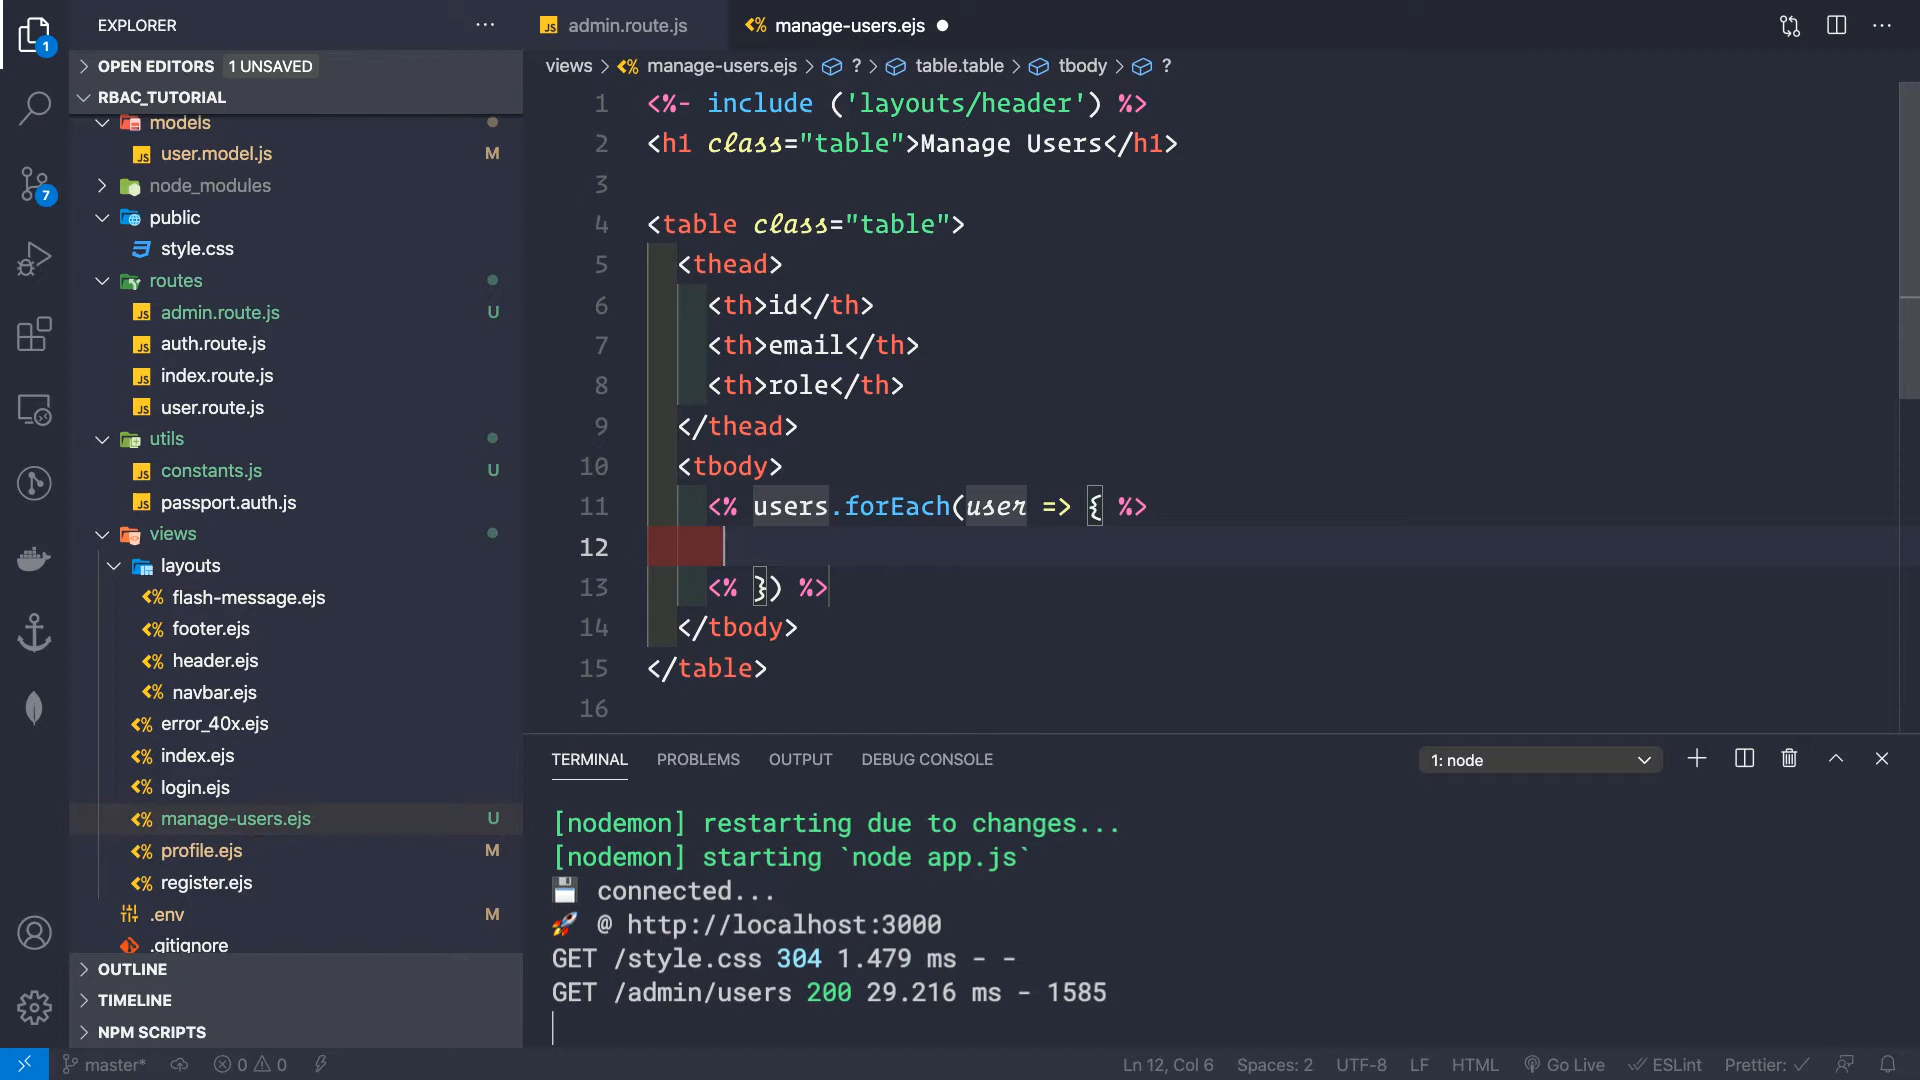 EXPLORER
OPEN EDITORS 1 UNSAVED
RBAC_TUTORIAL
models
user.model.js M
node_modules
public
style.css
routes
admin.route.js U
auth.route.js
index.route.js
user.route.js
utils
constants.js U
passport.auth.js
views
layouts
flash-message.ejs
footer.ejs
header.ejs
navbar.ejs
error_40x.ejs
index.ejs
login.ejs
manage-users.ejs U
profile.ejs M
register.ejs
.env M
.gitignore
OUTLINE
TIMELINE
NPM SCRIPTS
1
7
admin.route.js manage-users.ejs
views > manage-users.ejs > ? > table.table > tbody > ?
1 <%- include ('layouts/header') %>
2 <h1 class="table">Manage Users</h1>
3
4 <table class="table">
5 <thead>
6 <th>id</th>
7 <th>email</th>
8 <th>role</th>
9 </thead>
10 <tbody>
11 <% users.forEach(user => { %>
12
13 <% }) %>
14 </tbody>
15 </table>
16
TERMINAL PROBLEMS OUTPUT DEBUG CONSOLE 1: node
[nodemon] restarting due to changes...
[nodemon] starting `node app.js`
💾 connected...
🚀 @ http://localhost:3000
GET /style.css 304 1.479 ms - -
GET /admin/users 200 29.216 ms - 1585
master* 0 0 Ln 12, Col 6 Spaces: 2 UTF-8 LF HTML Go Live ESLint Prettier: ✓